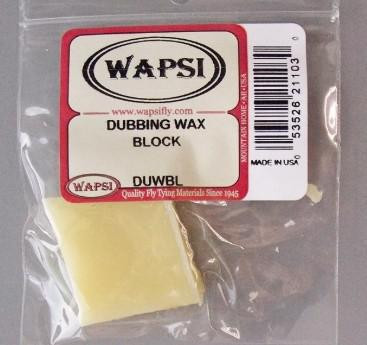 WAPSI
www.wapsifly.com
DUBBING WAX
BLOCK
DUWBL
WAPSI
Quality Fly Tying Materials Since 1945
MOUNTAIN HOME • AR • USA
0 53526 21103 0
MADE IN USA